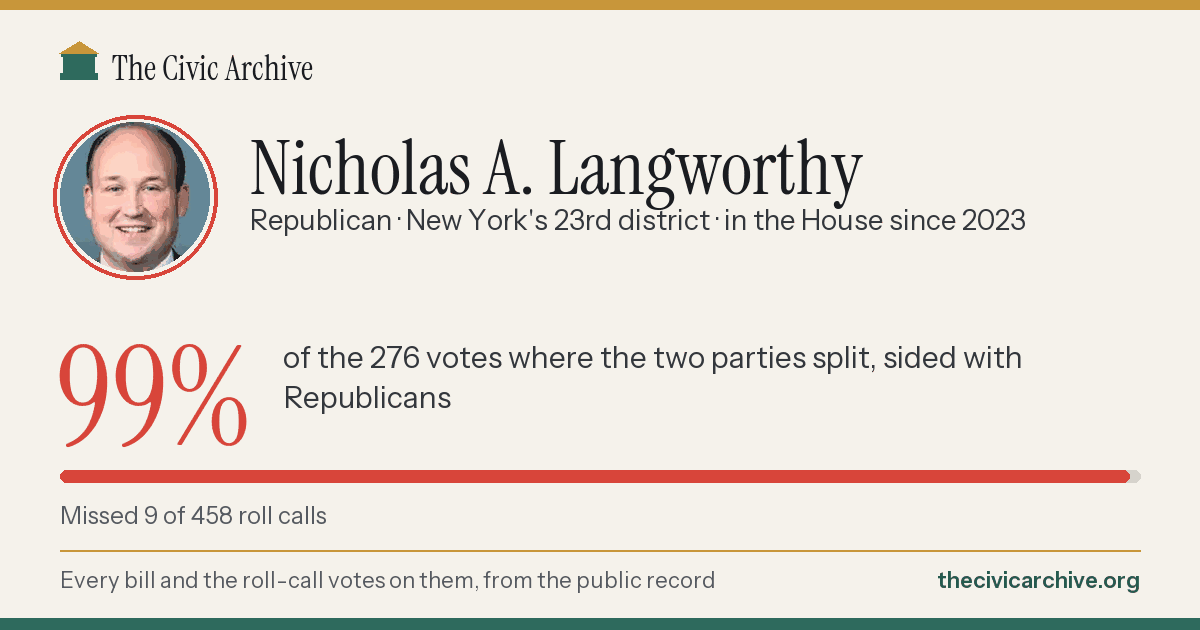 The Civic Archive
Nicholas A. Langworthy
Republican · New York's 23rd district · in the House since 2023
99%
of the 276 votes where the two parties split, sided with
Republicans
Missed 9 of 458 roll calls
Every bill and the roll-call votes on them, from the public record
thecivicarchive.org